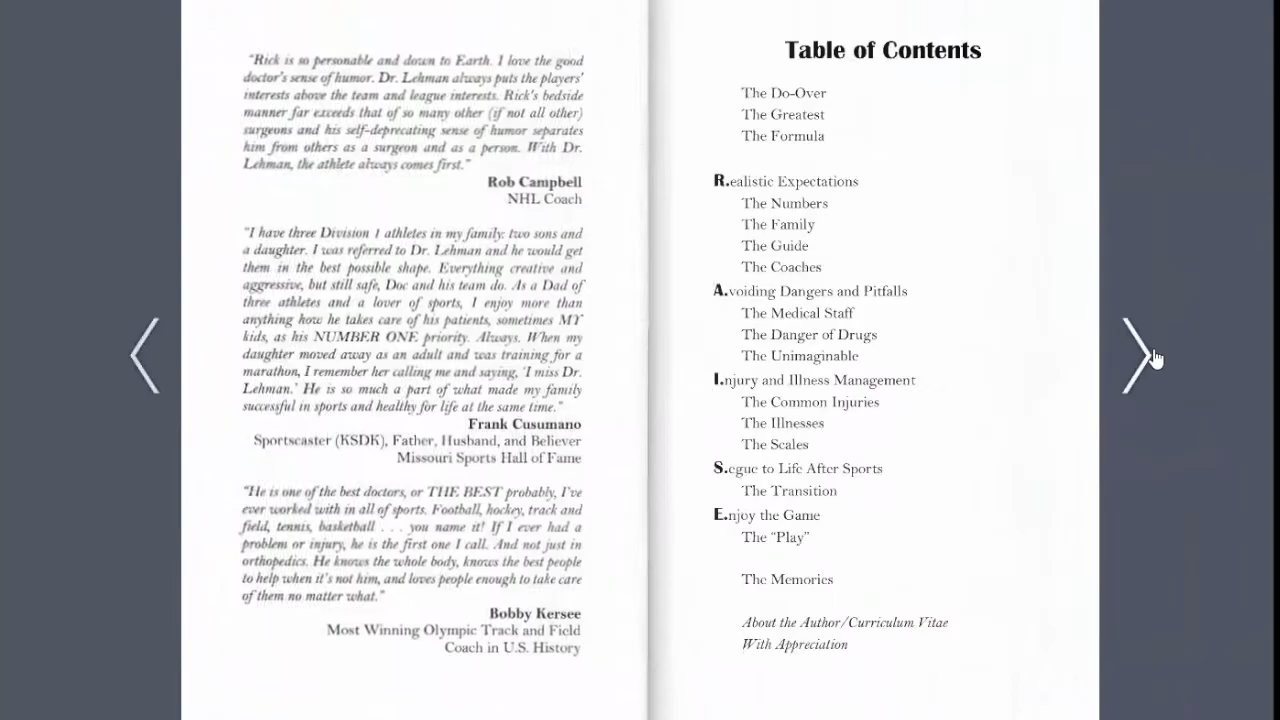 "Rick is so personable and down to Earth. I love the good
doctor's sense of humor. Dr. Lehman always puts the players'
interests above the team and league interests. Rick's bedside
manner far exceeds that of so many other (if not all other)
surgeons and his self-deprecating sense of humor separates
him from others as a surgeon and as a person. With Dr.
Lehman, the athlete always comes first."
Rob Campbell
NHL Coach
"I have three Division 1 athletes in my family: two sons and
a daughter. I was referred to Dr. Lehman and he would get
them in the best possible shape. Everything creative and
aggressive, but still safe, Doc and his team do. As a Dad of
three athletes and a lover of sports, I enjoy more than
anything how he takes care of his patients, sometimes MY
kids, as his NUMBER ONE priority. Always. When my
daughter moved away as an adult and was training for a
marathon, I remember her calling me and saying, 'I miss Dr.
Lehman.' He is so much a part of what made my family
successful in sports and healthy for life at the same time."
Frank Cusumano
Sportscaster (KSDK), Father, Husband, and Believer
Missouri Sports Hall of Fame
"He is one of the best doctors, or THE BEST probably, I've
ever worked with in all of sports. Football, hockey, track and
field, tennis, basketball . . . you name it! If I ever had a
problem or injury, he is the first one I call. And not just in
orthopedics. He knows the whole body, knows the best people
to help when it's not him, and loves people enough to take care
of them no matter what."
Bobby Kersee
Most Winning Olympic Track and Field
Coach in U.S. History
Table of Contents
The Do-Over
The Greatest
The Formula
R.ealistic Expectations
The Numbers
The Family
The Guide
The Coaches
A.voiding Dangers and Pitfalls
The Medical Staff
The Danger of Drugs
The Unimaginable
I.njury and Illness Management
The Common Injuries
The Illnesses
The Scales
S.egue to Life After Sports
The Transition
E.njoy the Game
The "Play"
The Memories
About the Author/Curriculum Vitae
With Appreciation